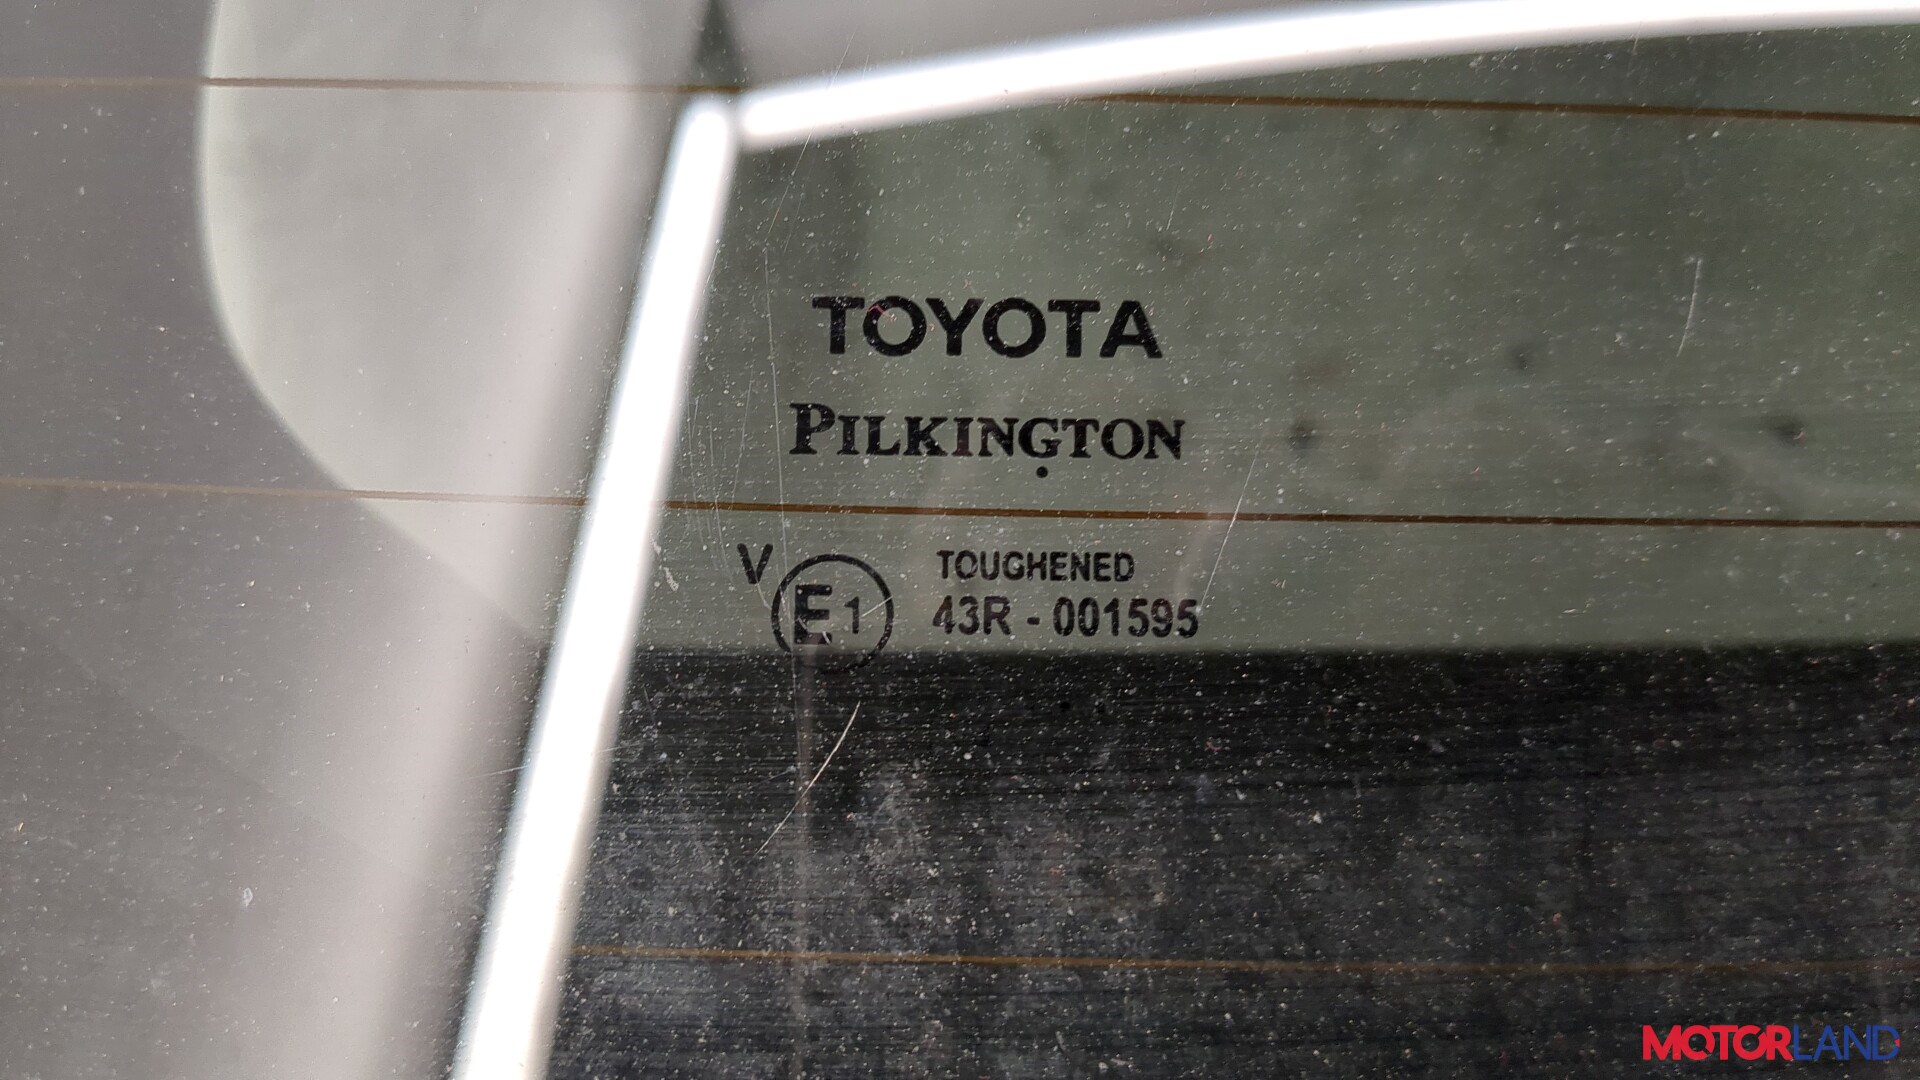 TOYOTA
PILKINGTON
V
E1
TOUGHENED
43R - 001595
MOTORLAND